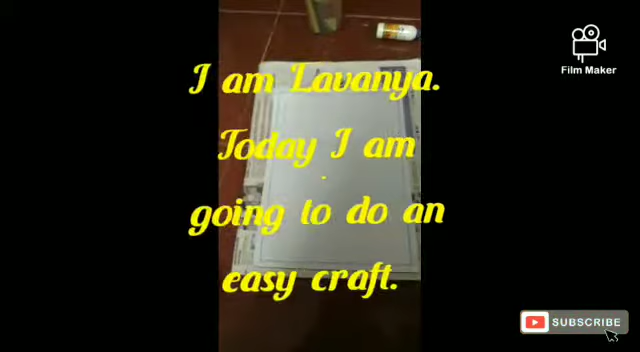 I am Lavanya.
Today I am
going to do an
easy craft.
Film Maker
SUBSCRIBE